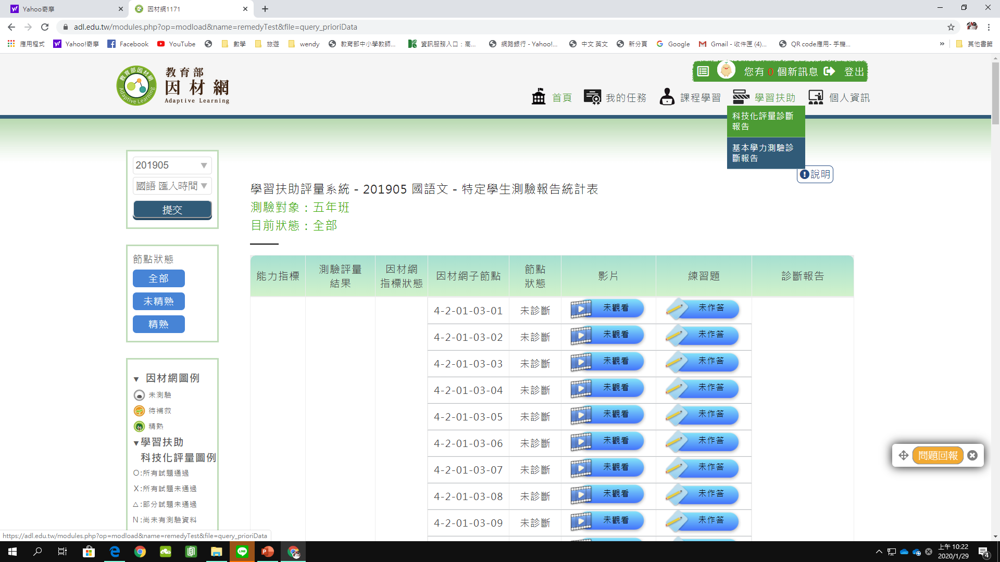 Yahoo奇摩
因材網1171
adl.edu.tw/modules.php?op=modload&name=remedyTest&file=query_prioriData
應用程式
Yahoo!奇摩
Facebook
YouTube
數學
旅遊
wendy
教育部中小學教師...
資訊服務入口：高...
網路銀行 - Yahoo!...
中文 英文
新分頁
Google
Gmail - 收件匣 (4)...
QR code應用- 手機...
»
其他書籤
教育部因材網
Adaptive Learning
教育部
因材網
Adaptive Learning
您有 0 個新訊息
登出
首頁
我的任務
課程學習
學習扶助
個人資訊
科技化評量診斷
報告
基本學力測驗診
斷報告
說明
201905
國語 匯入時間
提交
節點狀態
全部
未精熟
精熟
▼ 因材網圖例
未測驗
待補救
精熟
▼學習扶助
科技化評量圖例
O:所有試題通過
X:所有試題未通過
△:部分試題未通過
N:尚未有測驗資料
學習扶助評量系統 - 201905 國語文 - 特定學生測驗報告統計表
測驗對象：五年班
目前狀態：全部
能力指標
測驗評量
結果
因材網
指標狀態
因材網子節點
節點
狀態
影片
練習題
診斷報告
4-2-01-03-01 未診斷 未觀看 未作答
4-2-01-03-02 未診斷 未觀看 未作答
4-2-01-03-03 未診斷 未觀看 未作答
4-2-01-03-04 未診斷 未觀看 未作答
4-2-01-03-05 未診斷 未觀看 未作答
4-2-01-03-06 未診斷 未觀看 未作答
4-2-01-03-07 未診斷 未觀看 未作答
4-2-01-03-08 未診斷 未觀看 未作答
4-2-01-03-09 未診斷 未觀看 未作答
問題回報
https://adl.edu.tw/modules.php?op=modload&name=remedyTest&file=query_prioriData
LINE
上午 10:22
2020/1/29
4